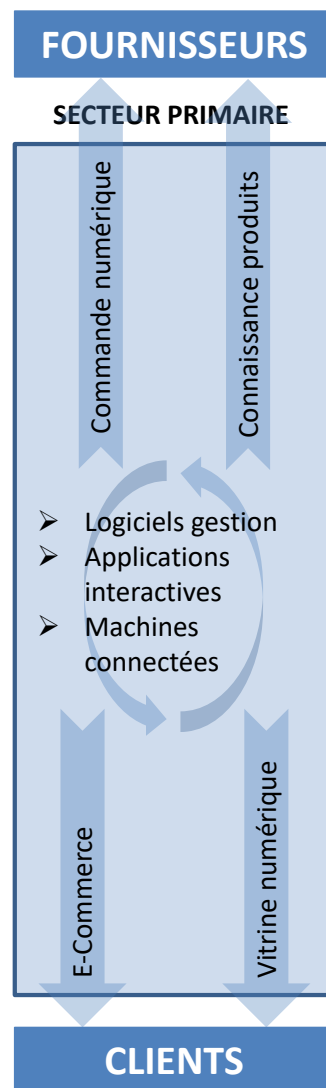 FOURNISSEURS
SECTEUR PRIMAIRE
Commande numérique
Connaissance produits
➢ Logiciels gestion
➢ Applications
interactives
➢ Machines
connectées
E-Commerce
Vitrine numérique
CLIENTS